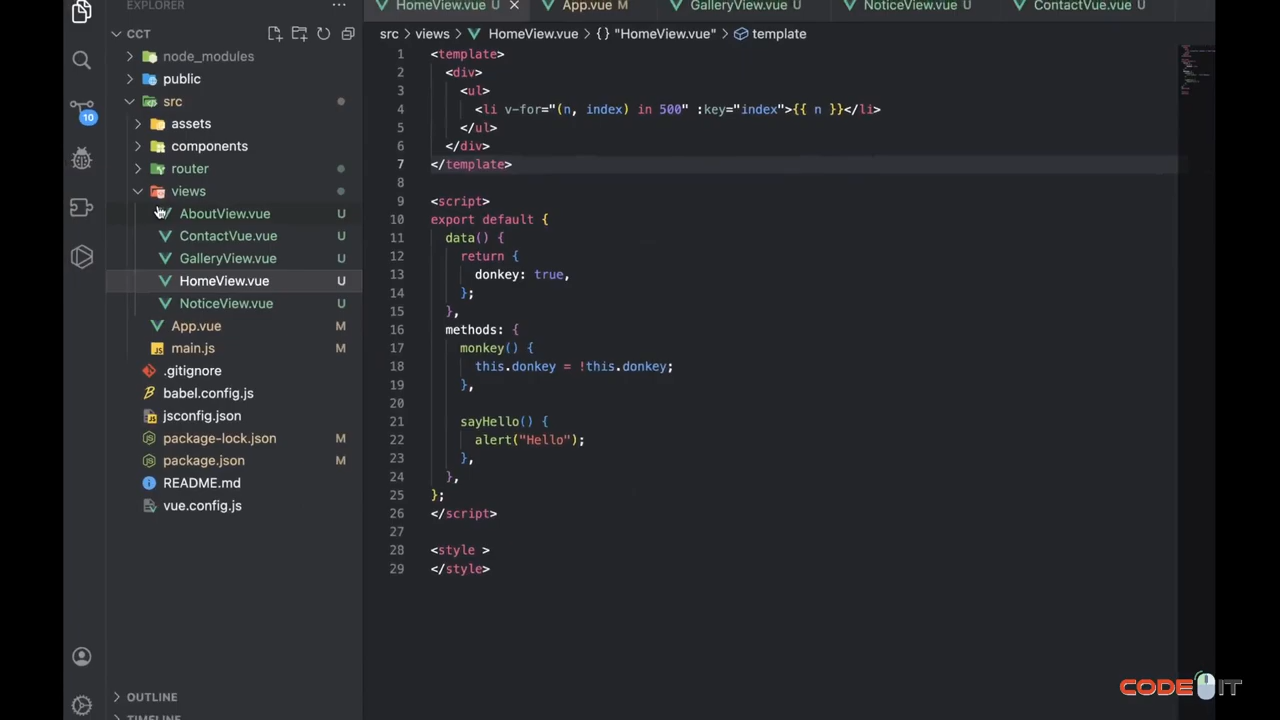 EXPLORER
CCT
node_modules
public
src
assets
components
router
views
AboutView.vue U
ContactVue.vue U
GalleryView.vue U
HomeView.vue U
NoticeView.vue U
App.vue M
main.js M
.gitignore
babel.config.js
jsconfig.json
package-lock.json M
package.json M
README.md
vue.config.js
OUTLINE
TIMELINE
10
HomeView.vue U
App.vue M
GalleryView.vue U
NoticeView.vue U
ContactVue.vue U
src > views > HomeView.vue > {} "HomeView.vue" > template
1 <template>
2 <div>
3 <ul>
4 <li v-for="(n, index) in 500" :key="index">{{ n }}</li>
5 </ul>
6 </div>
7 </template>
8
9 <script>
10 export default {
11 data() {
12 return {
13 donkey: true,
14 };
15 },
16 methods: {
17 monkey() {
18 this.donkey = !this.donkey;
19 },
20
21 sayHello() {
22 alert("Hello");
23 },
24 },
25 };
26 </script>
27
28 <style >
29 </style>
CODE IT